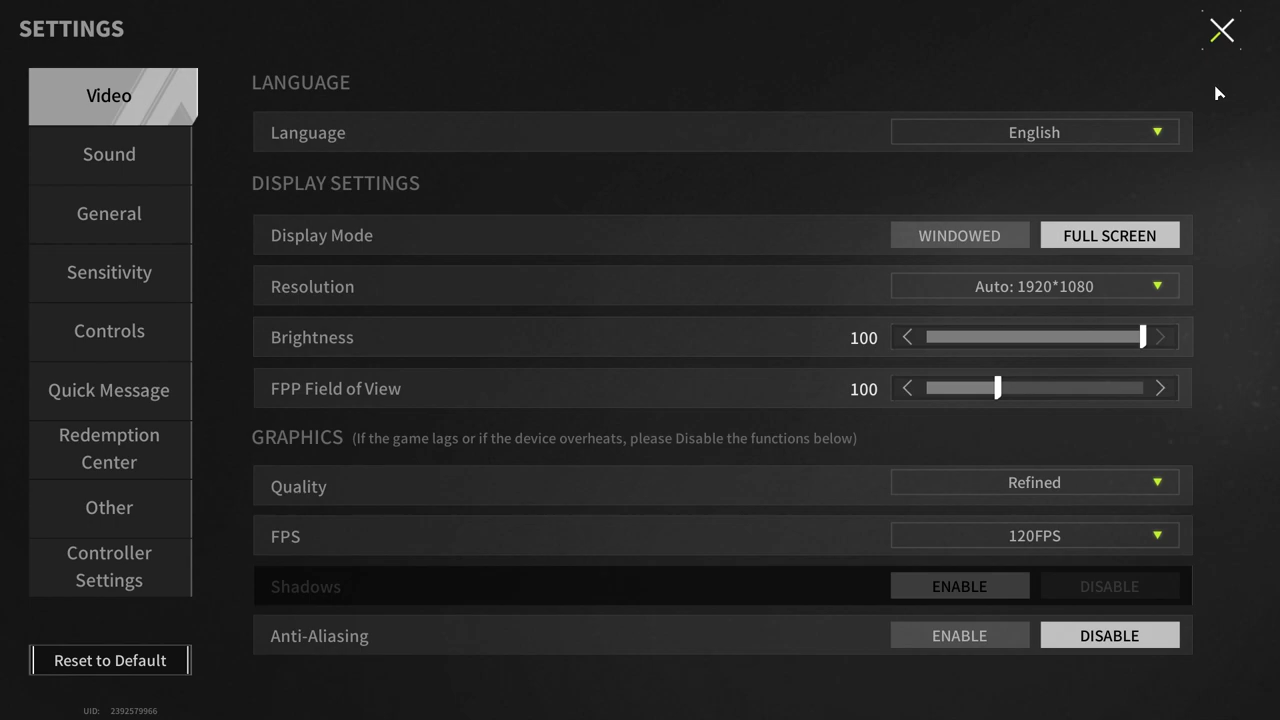 SETTINGS
Video
Sound
General
Sensitivity
Controls
Quick Message
Redemption
Center
Other
Controller
Settings
Reset to Default
UID: 2392579966
LANGUAGE
Language English
DISPLAY SETTINGS
Display Mode WINDOWED FULL SCREEN
Resolution Auto: 1920*1080
Brightness 100
FPP Field of View 100
GRAPHICS (If the game lags or if the device overheats, please Disable the functions below)
Quality Refined
FPS 120FPS
Shadows ENABLE DISABLE
Anti-Aliasing ENABLE DISABLE